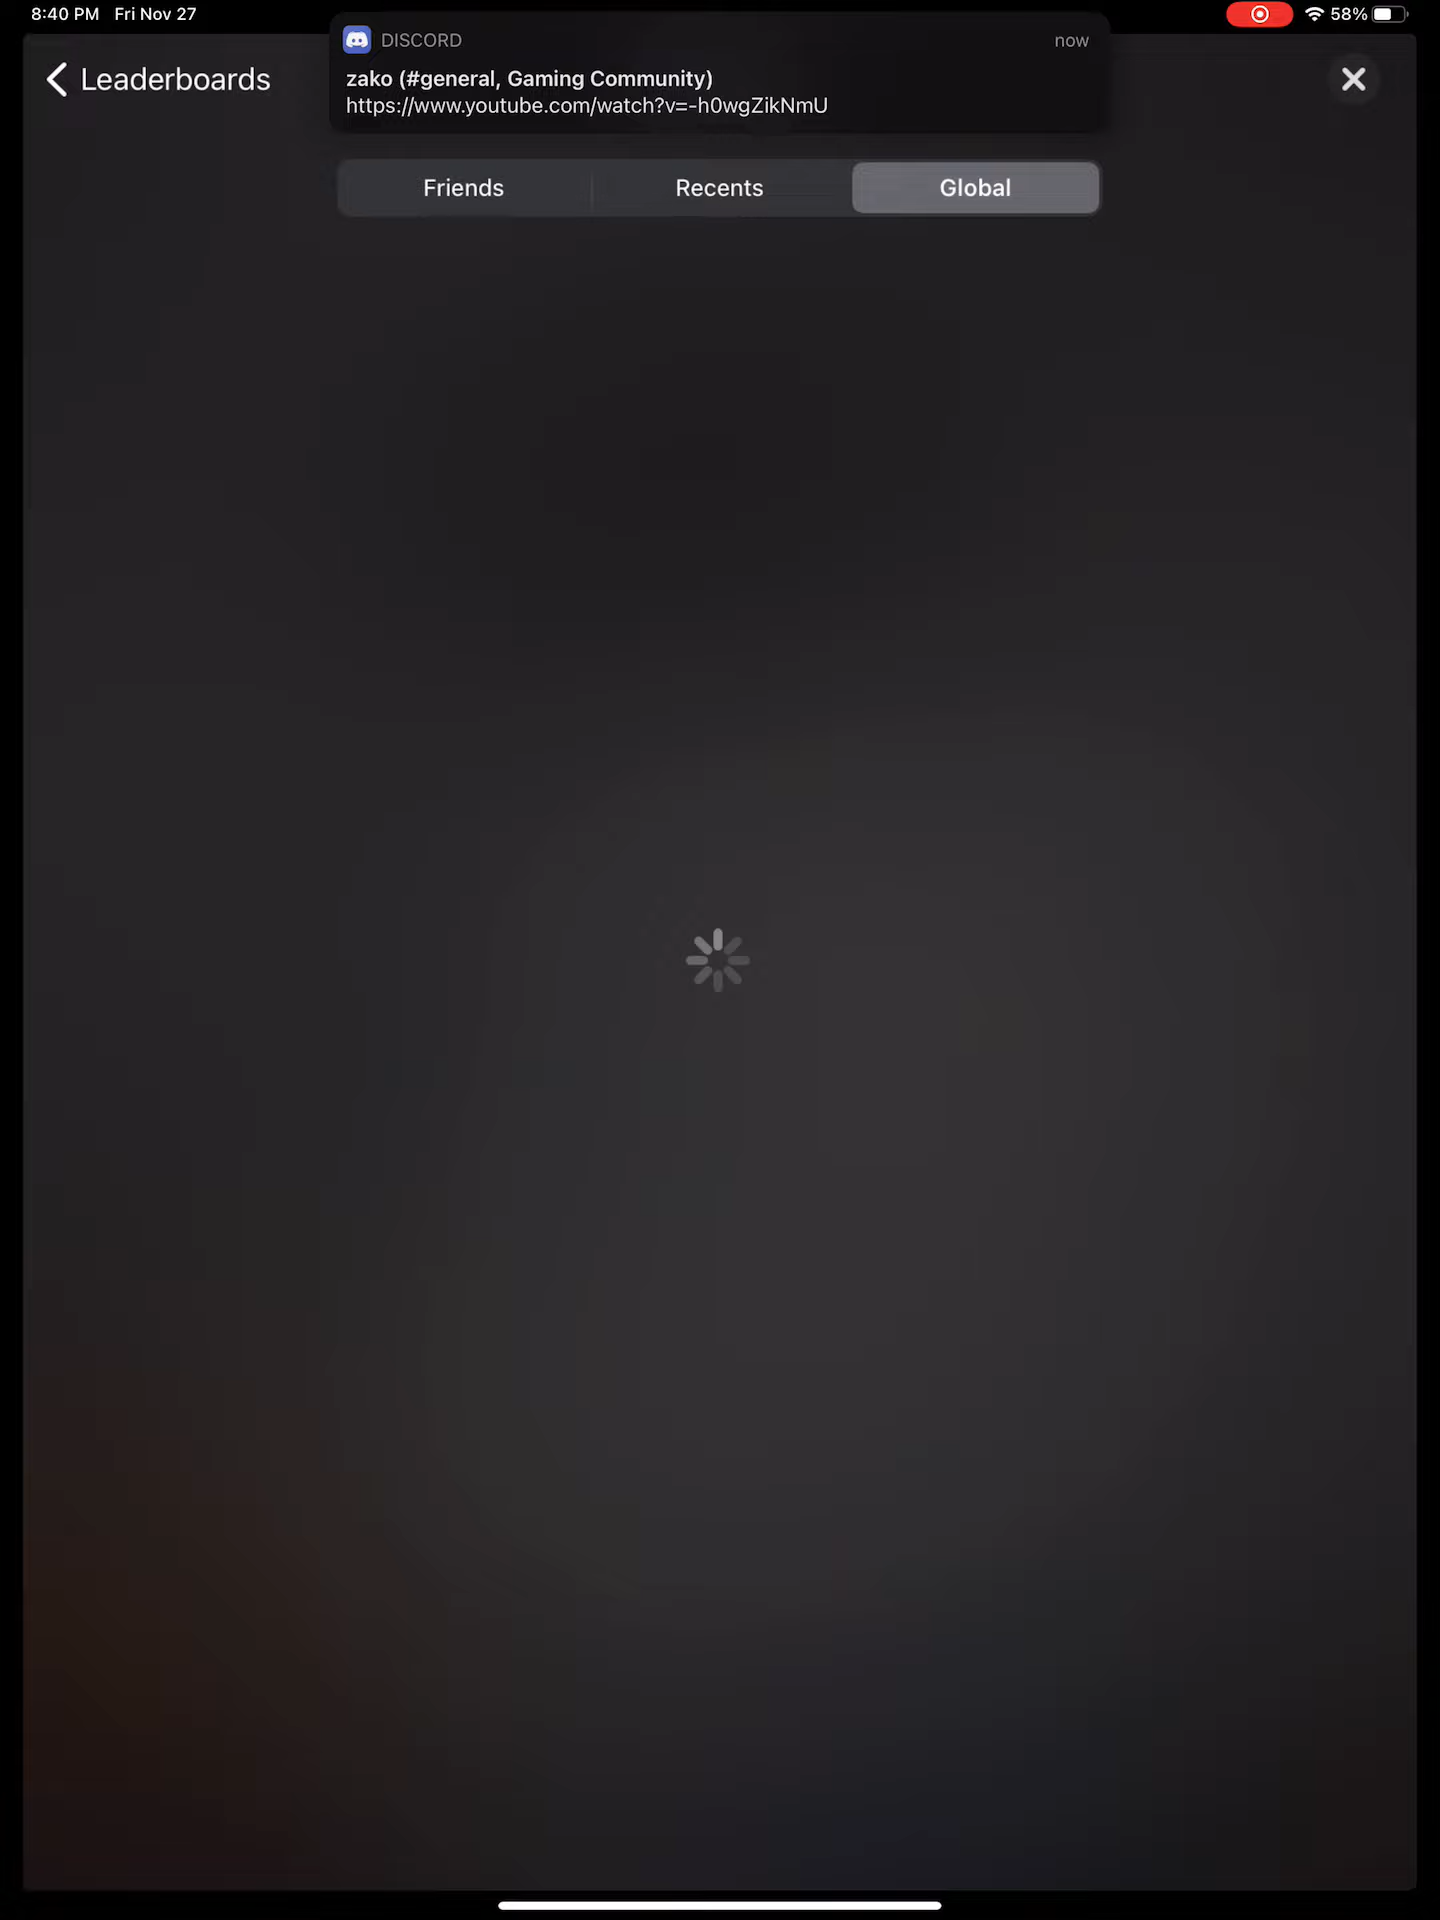 8:40 PM Fri Nov 27
58%
DISCORD
now
zako (#general, Gaming Community)
https://www.youtube.com/watch?v=-h0wgZikNmU
Leaderboards
Friends
Recents
Global